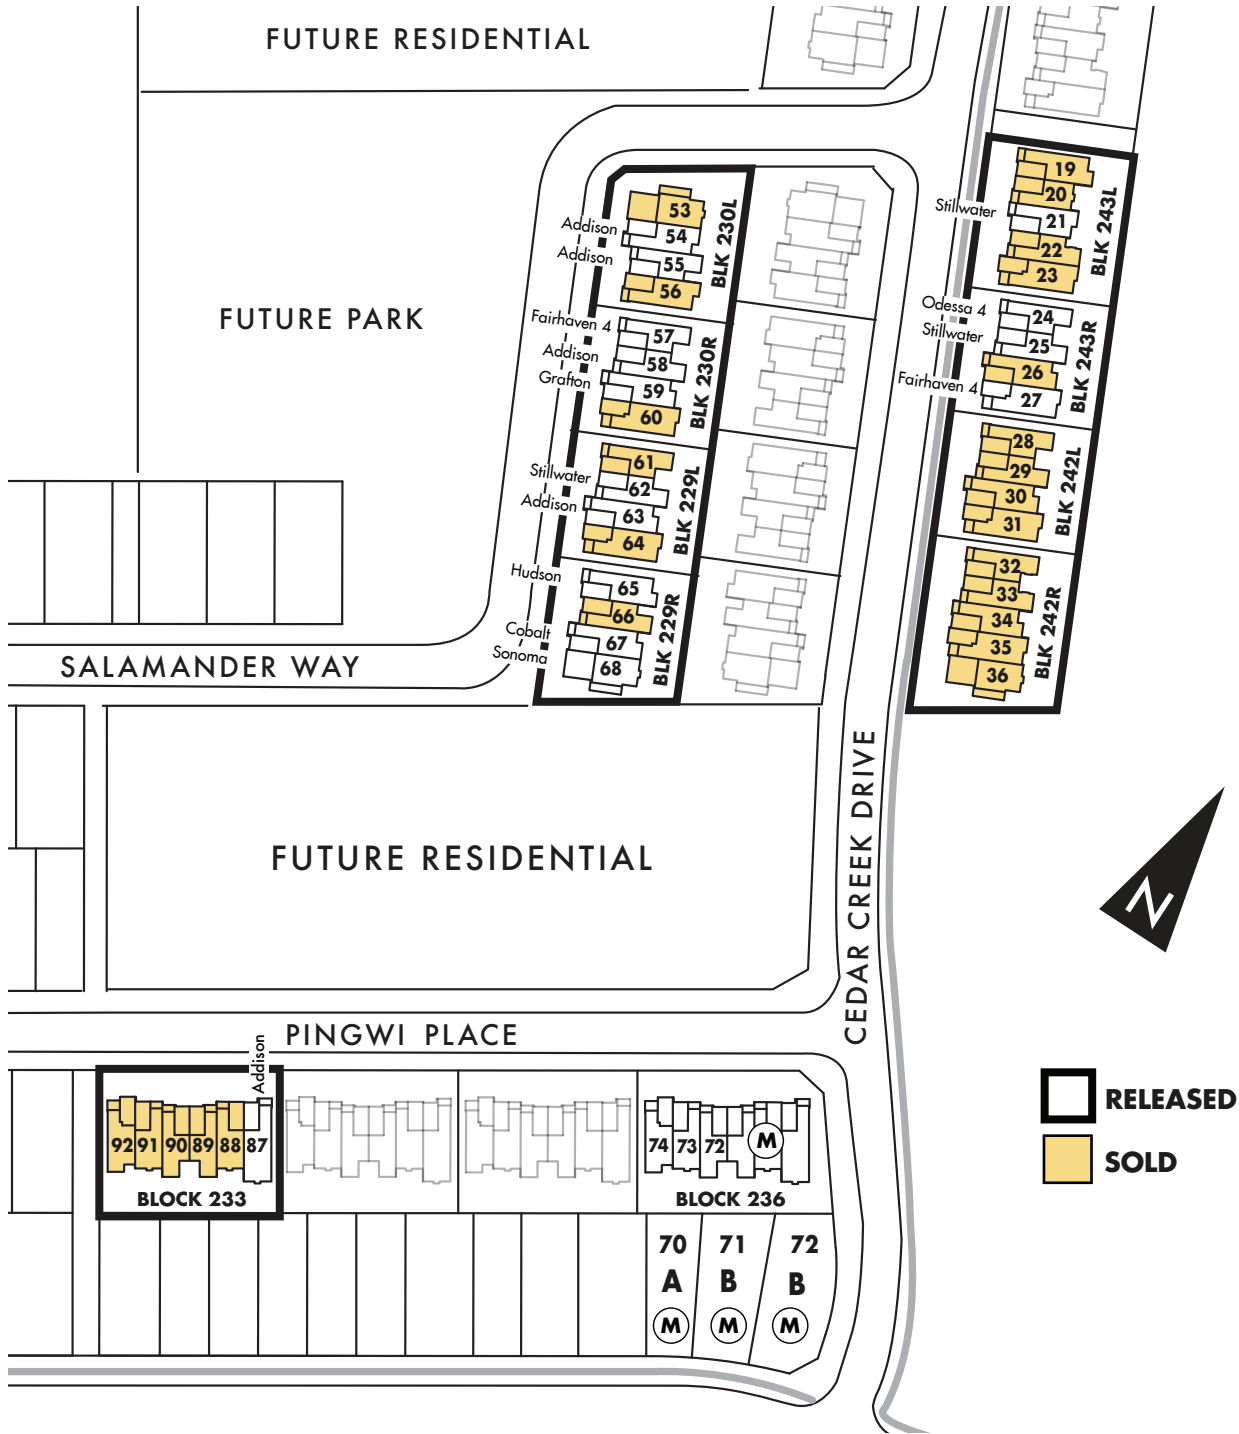 FUTURE RESIDENTIAL
FUTURE PARK
53
Addison
54
Addison
55
56
BLK 230L
Fairhaven 4
57
Addison
58
Grafton
59
60
BLK 230R
61
Stillwater
62
Addison
63
64
BLK 229L
Hudson
65
66
Cobalt
67
Sonoma
68
BLK 229R
19
20
Stillwater
21
22
23
BLK 243L
Odessa 4
24
Stillwater
25
26
Fairhaven 4
27
BLK 243R
28
29
30
31
BLK 242L
32
33
34
35
36
BLK 242R
SALAMANDER WAY
FUTURE RESIDENTIAL
CEDAR CREEK DRIVE
N
PINGWI PLACE
Addison
92 91 90 89 88 87
BLOCK 233
74 73 72 M
BLOCK 236
70 71 72
A B B
M M M
RELEASED
SOLD